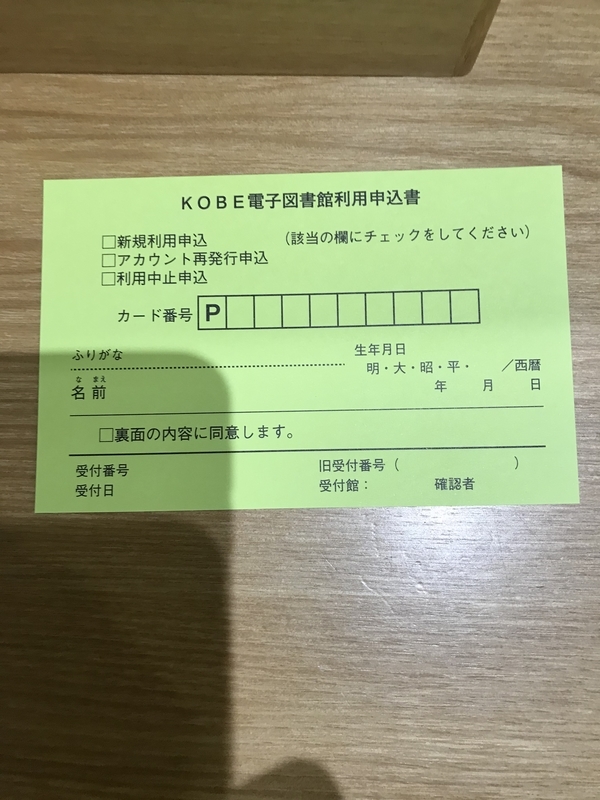 KOBE電子図書館利用申込書
□新規利用申込　（該当の欄にチェックをしてください）
□アカウント再発行申込
□利用中止申込
カード番号 P
ふりがな　生年月日
明・大・昭・平・　／西暦
なまえ
名前　年　月　日
□裏面の内容に同意します。
受付番号　旧受付番号（　）
受付日　受付館：　確認者